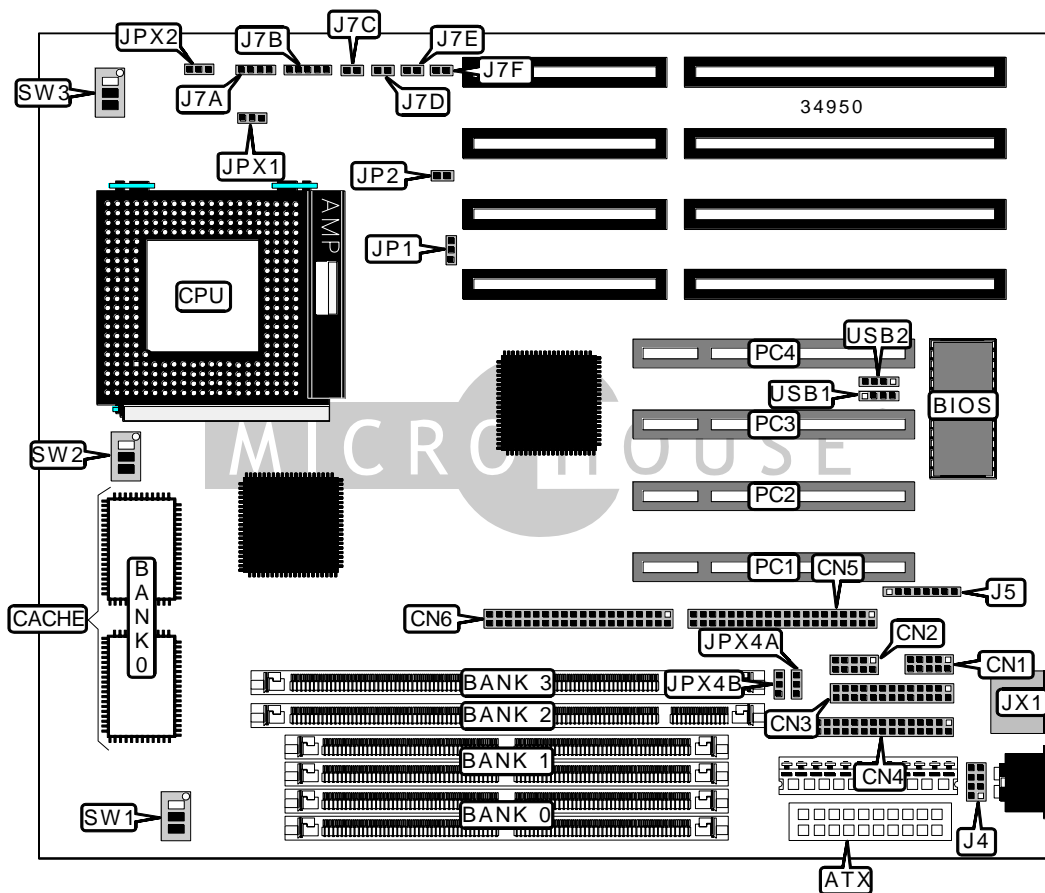 JPX2
J7B
J7C
J7E
SW3
J7A
J7D
J7F
34950
JPX1
JP2
AMP
JP1
CPU
PC4
USB2
USB1
BIOS
PC3
SW2
MICRO HOUSE
PC2
BANK 0
PC1
CN5
J5
CACHE
CN6
CN2
JPX4A
CN1
BANK 3
JPX4B
JX1
BANK 2
CN3
BANK 1
CN4
SW1
BANK 0
J4
ATX